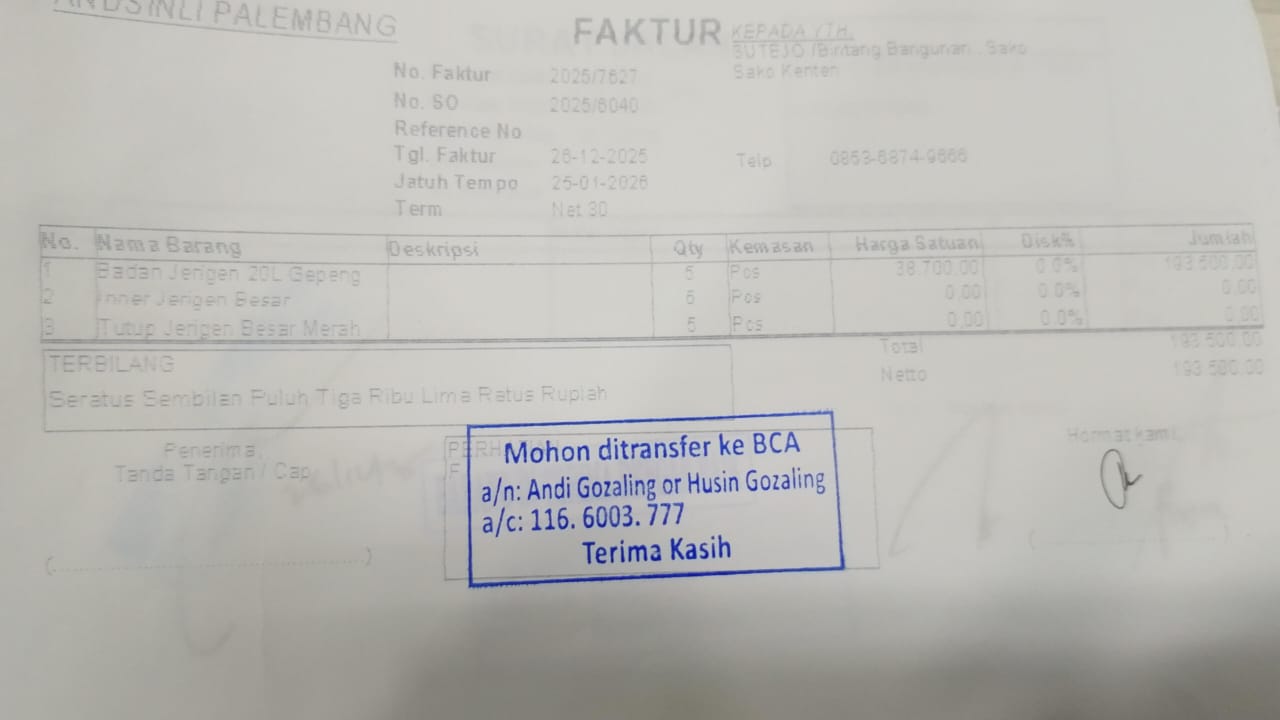 PALEMBANG
FAKTUR
KEPADA YTH.
SUTEJO /Bintang Bangunan , Sako
Sako Kenten
No. Faktur 2025/7627
No. SO 2025/6040
Reference No
Tgl. Faktur 26-12-2025
Telp 0853-6874-9666
Jatuh Tempo 25-01-2026
Term Net 30
No. Nama Barang Deskripsi Qty Kemasan Harga Satuan Disk% Jumlah
1 Badan Jerigen 20L Gepeng 5 Pcs 38.700,00 0.0% 193.500,00
2 Inner Jerigen Besar 5 Pcs 0,00 0.0% 0,00
3 Tutup Jerigen Besar Merah 5 Pcs 0,00 0.0% 0,00
Total 193.500,00
Netto 193.500,00
TERBILANG
Seratus Sembilan Puluh Tiga Ribu Lima Ratus Rupiah
Penerima,
Tanda Tangan / Cap
Hormat kami,
Mohon ditransfer ke BCA
a/n: Andi Gozaling or Husin Gozaling
a/c: 116. 6003. 777
Terima Kasih